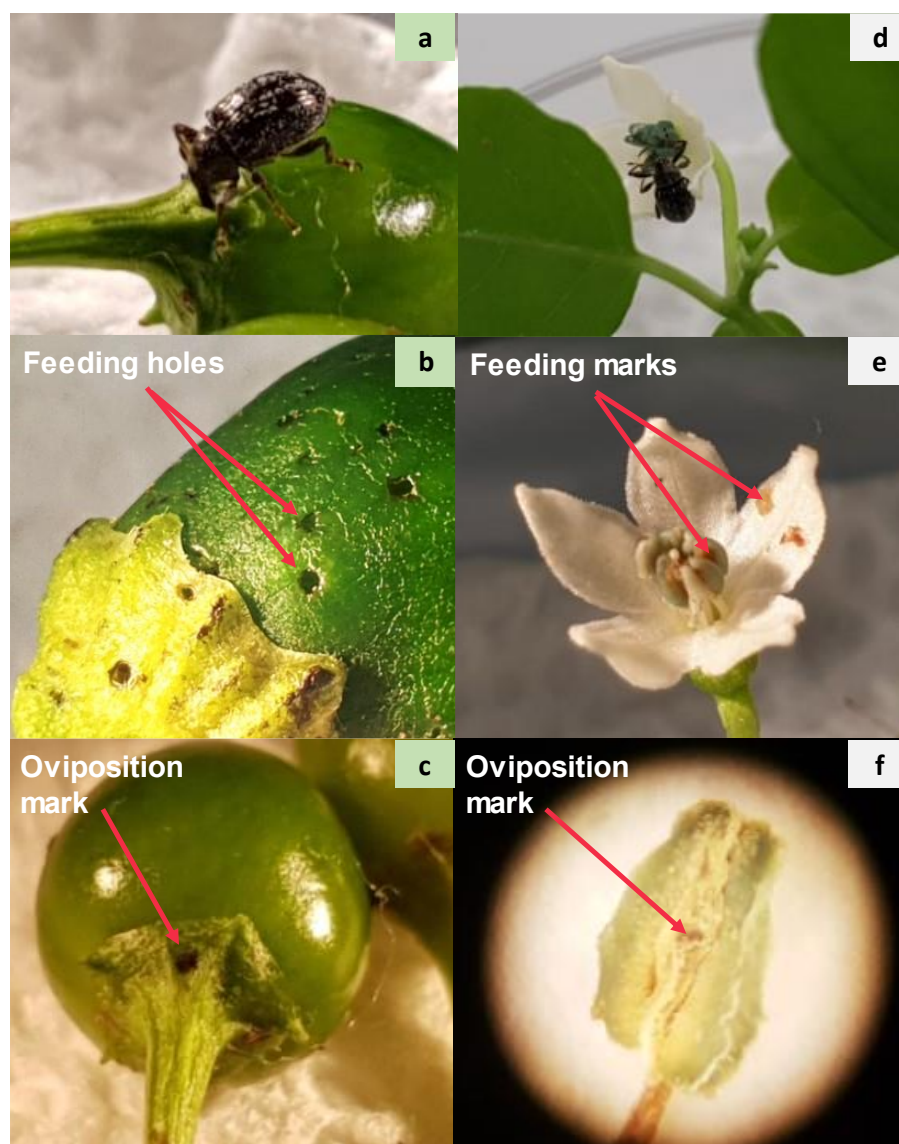 a
d
Feeding holes
b
Feeding marks
e
Oviposition
mark
c
Oviposition
mark
f